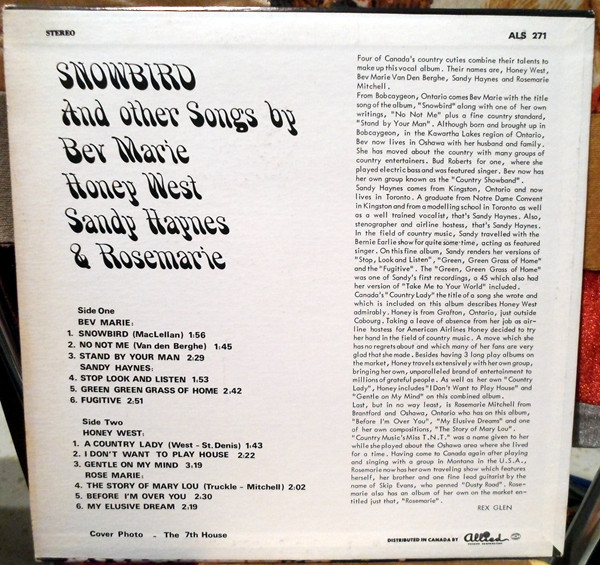 STEREO
ALS 271
SNOWBIRD
And other Songs by
Bev Marie
Honey West
Sandy Haynes
& Rosemarie
Side One
BEV MARIE:
1. SNOWBIRD (MacLellan) 1:56
2. NO NOT ME (Van den Berghe) 1:45
3. STAND BY YOUR MAN 2:29
SANDY HAYNES:
4. STOP LOOK AND LISTEN 1:53
5. GREEN GREEN GRASS OF HOME 2:42
6. FUGITIVE 2:51
Side Two
HONEY WEST:
1. A COUNTRY LADY (West - St. Denis) 1:43
2. I DON'T WANT TO PLAY HOUSE 2:22
3. GENTLE ON MY MIND 3:19
ROSE MARIE:
4. THE STORY OF MARY LOU (Truckle - Mitchell) 2:02
5. BEFORE I'M OVER YOU 2:30
6. MY ELUSIVE DREAM 2:19
Cover Photo - The 7th House
Four of Canada's country cuties combine their talents to
make up this vocal album. Their names are, Honey West,
Bev Marie Van Den Berghe, Sandy Haynes and Rosemarie
Mitchell.
From Bobcaygeon, Ontario comes Bev Marie with the title
song of the album, "Snowbird" along with one of her own
writings, "No Not Me" plus a fine country standard,
"Stand by Your Man". Although born and brought up in
Bobcaygeon, in the Kawartha Lakes region of Ontario,
Bev now lives in Oshawa with her husband and family.
She has moved about the country with many groups of
country entertainers. Bud Roberts for one, where she
played electric bass and was featured singer. Bev now has
her own group known as the "Country Showband".
Sandy Haynes comes from Kingston, Ontario and now
lives in Toronto. A graduate from Notre Dame Convent
in Kingston and from a modelling school in Toronto as well
as a well trained vocalist, that's Sandy Haynes. Also,
stenographer and airline hostess, that's Sandy Haynes.
In the field of country music, Sandy travelled with the
Bernie Earlie show for quite some-time, acting as featured
singer. On this fine album, Sandy renders her versions of
"Stop, Look and Listen", "Green, Green Grass of Home"
and the "Fugitive". The "Green, Green Grass of Home"
was one of Sandy's first recordings, a 45 which also had
her version of "Take Me to Your World" included.
Canada's "Country Lady" the title of a song she wrote and
which is included on this album describes Honey West
admirably. Honey is from Grafton, Ontario, just outside
Cobourg. Taking a leave of absence from her job as air-
line hostess for American Airlines Honey decided to try
her hand in the field of country music. A move which she
has no regrets about and which many of her fans are very
glad that she made. Besides having 3 long play albums on
the market, Honey travels extensively with her own group,
bringing her own, unparalleled brand of entertainment to
millions of grateful people. As well as her own "Country
Lady", Honey includes "I Don't Want to Play House" and
"Gentle on My Mind" on this combined album.
Last, but in no way least, is Rosemarie Mitchell from
Brantford and Oshawa, Ontario who has on this album,
"Before I'm Over You", "My Elusive Dreams" and one
of her own compositions, "The Story of Mary Lou".
"Country Music's Miss T.N.T." was a name given to her
while she played about the Oshawa area where she lived
for a time. Having come to Canada again after playing
and singing with a group in Montana in the U.S.A.,
Rosemarie now has her own traveling show which features
herself, her brother and one fine lead guitarist by the
name of Skip Evans, who penned "Dusty Road". Rose-
marie also has an album of her own on the market en-
titled just that, "Rosemarie".
REX GLEN
DISTRIBUTED IN CANADA BY Allied